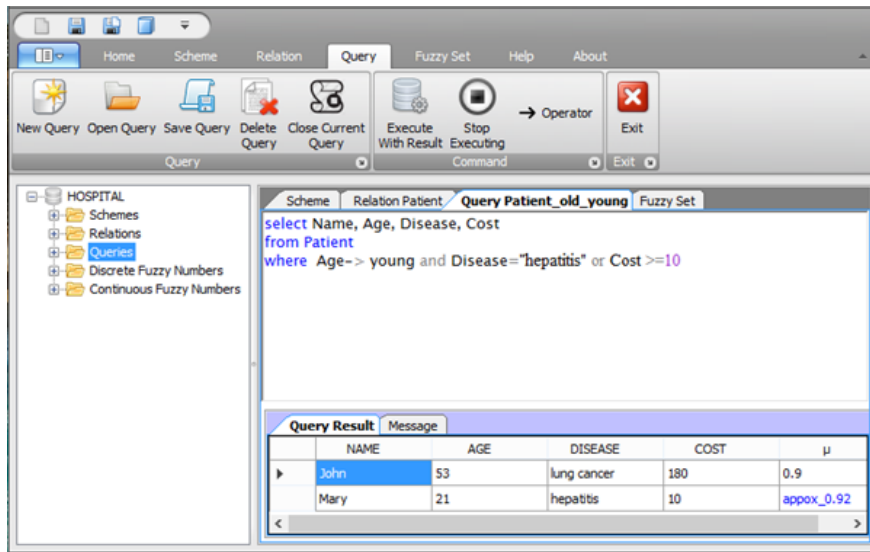 Home Scheme Relation Query Fuzzy Set Help About
New Query Open Query Save Query Delete Query Close Current Query Execute With Result Stop Executing Operator Exit
Query Command Exit
HOSPITAL
Schemes
Relations
Queries
Discrete Fuzzy Numbers
Continuous Fuzzy Numbers
Scheme Relation Patient Query Patient_old_young Fuzzy Set
select Name, Age, Disease, Cost
from Patient
where Age-> young and Disease="hepatitis" or Cost >=10
Query Result Message
NAME AGE DISEASE COST μ
John 53 lung cancer 180 0.9
Mary 21 hepatitis 10 appox_0.92